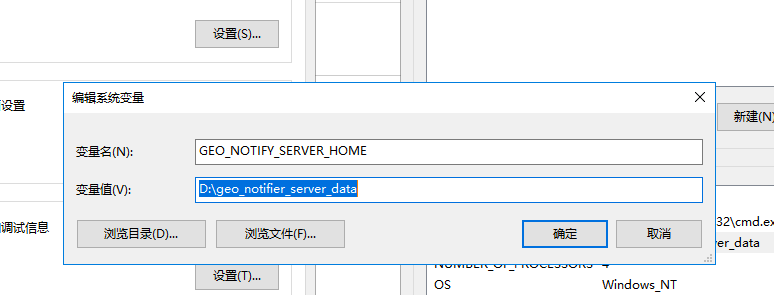 设置(S)...
设置
新建(N)
编辑系统变量
变量名(N):
GEO_NOTIFY_SERVER_HOME
变量值(V):
D:\geo_notifier_server_data
浏览目录(D)...
浏览文件(F)...
确定
取消
调试信息
32\cmd.ex
er_data
设置(T)...
NUMBER_OF_PROCESSORS
4
OS
Windows_NT